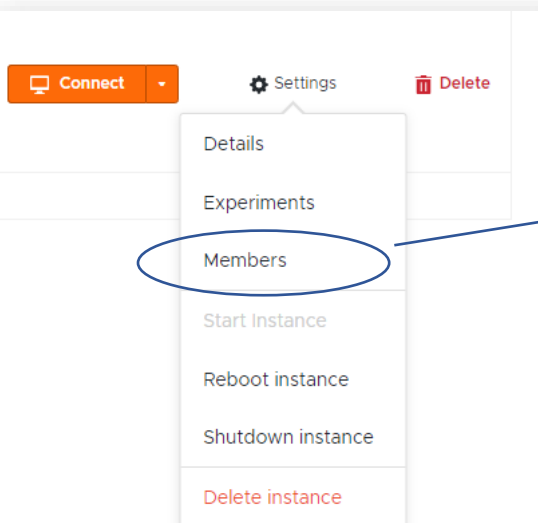 Connect
Settings
Delete
Details
Experiments
Members
Start Instance
Reboot instance
Shutdown instance
Delete instance